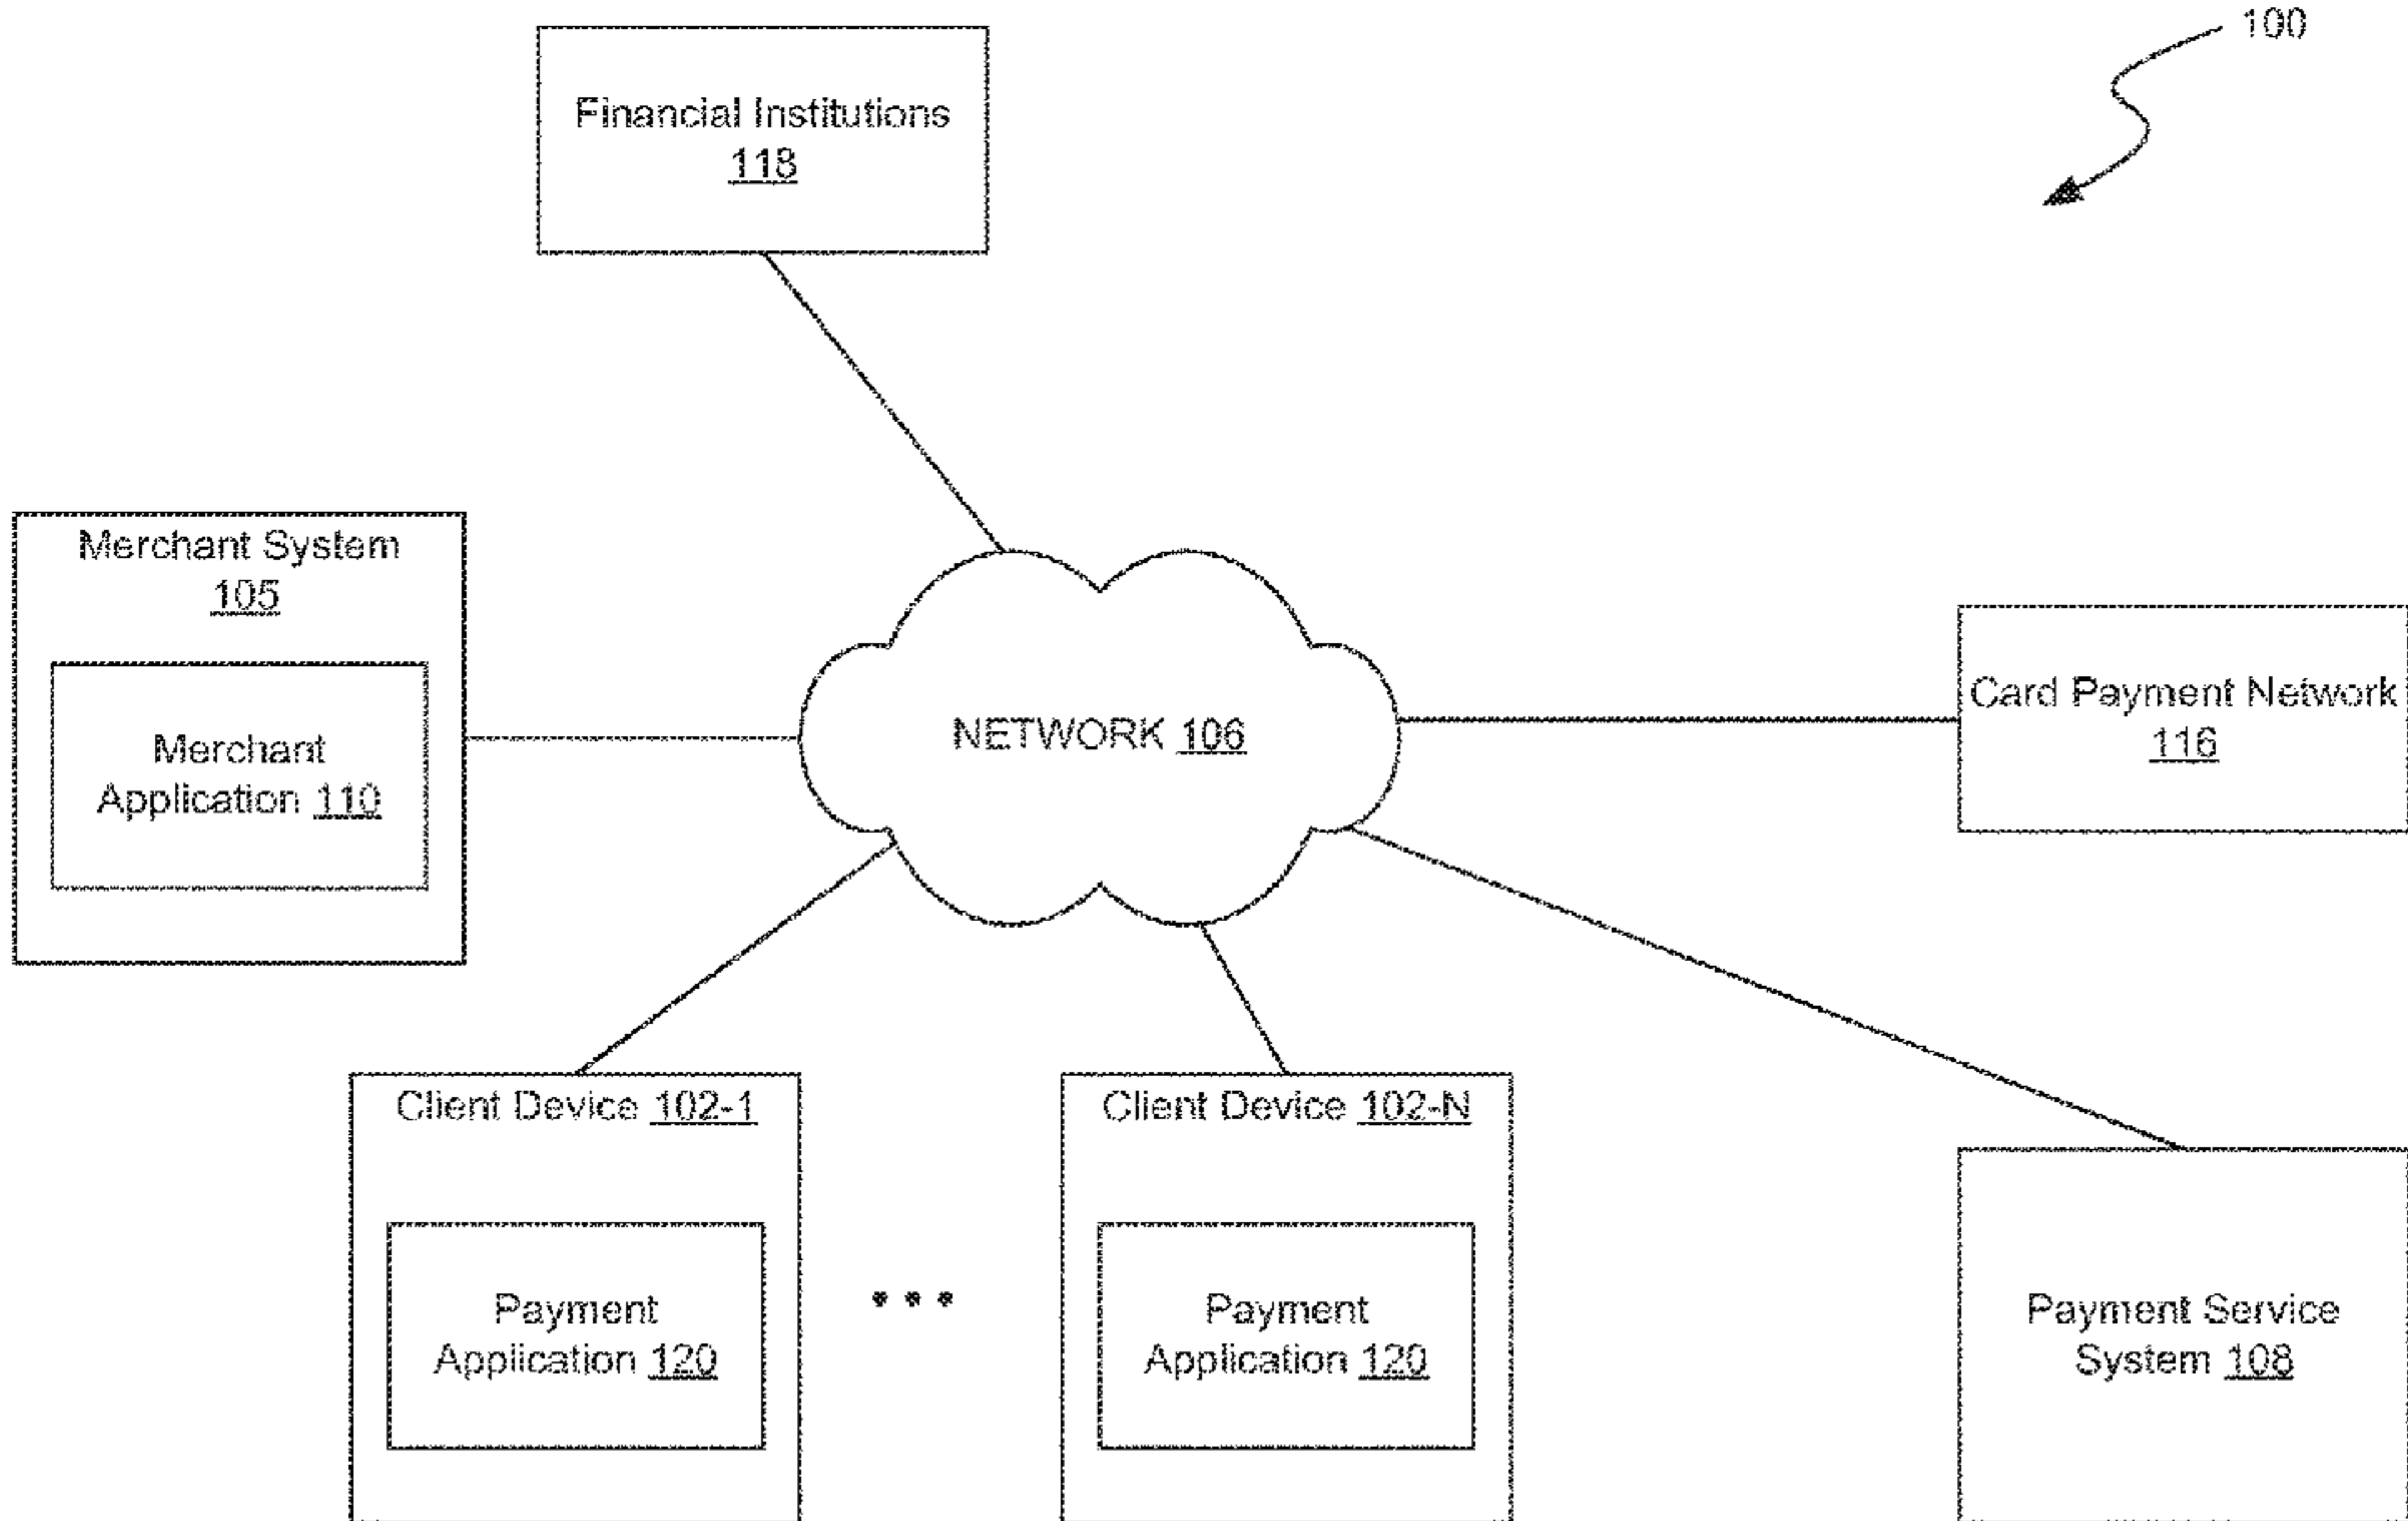 100
Financial Institutions
118
Merchant System
105
Merchant
Application 110
NETWORK 106
Card Payment Network
116
Client Device 102-1
Payment
Application 120
• • •
Client Device 102-N
Payment
Application 120
Payment Service
System 108